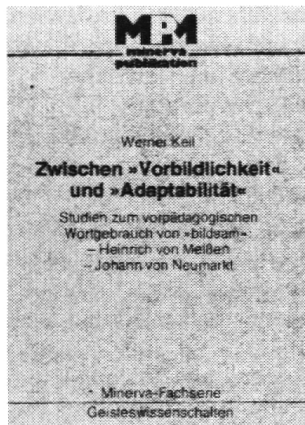 MPM
minerva
publikation
Werner Keil
Zwischen »Vorbildlichkeit«
und »Adaptabilität«
Studien zum vorpädagogischen
Wortgebrauch von »bildsam«
– Heinrich von Meißen
– Johann von Neumarkt
Minerva-Fachserie
Geisteswissenschaften